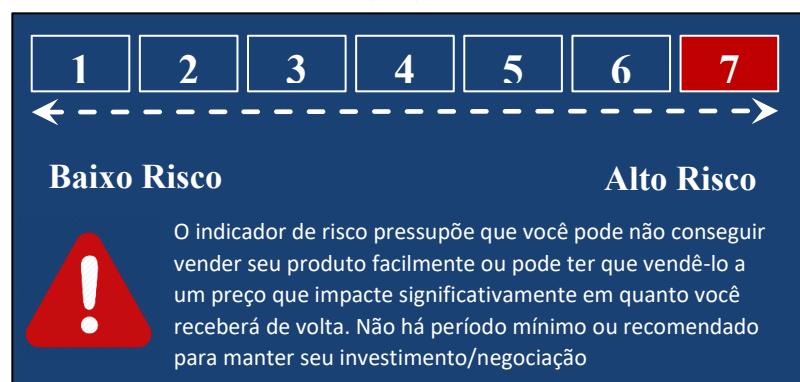 1 2 3 4 5 6 7
Baixo Risco Alto Risco
O indicador de risco pressupõe que você pode não conseguir
vender seu produto facilmente ou pode ter que vendê-lo a
um preço que impacte significativamente em quanto você
receberá de volta. Não há período mínimo ou recomendado
para manter seu investimento/negociação